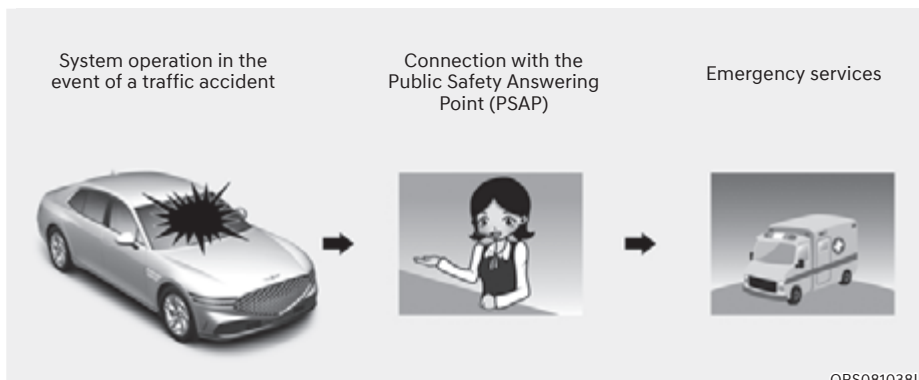 System operation in the
event of a traffic accident
Connection with the
Public Safety Answering
Point (PSAP)
Emergency services